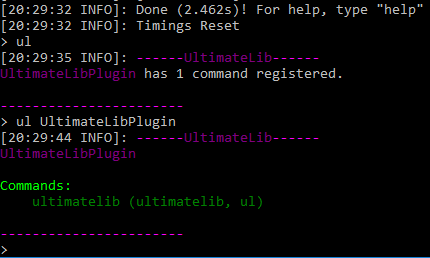 [20:29:32 INFO]: Done (2.462s)! For help, type "help"
[20:29:32 INFO]: Timings Reset
> ul
[20:29:35 INFO]: ------UltimateLib------
UltimateLibPlugin has 1 command registered.
-----------------------
> ul UltimateLibPlugin
[20:29:44 INFO]: ------UltimateLib------
UltimateLibPlugin
Commands:
    ultimatelib (ultimatelib, ul)
-----------------------
>